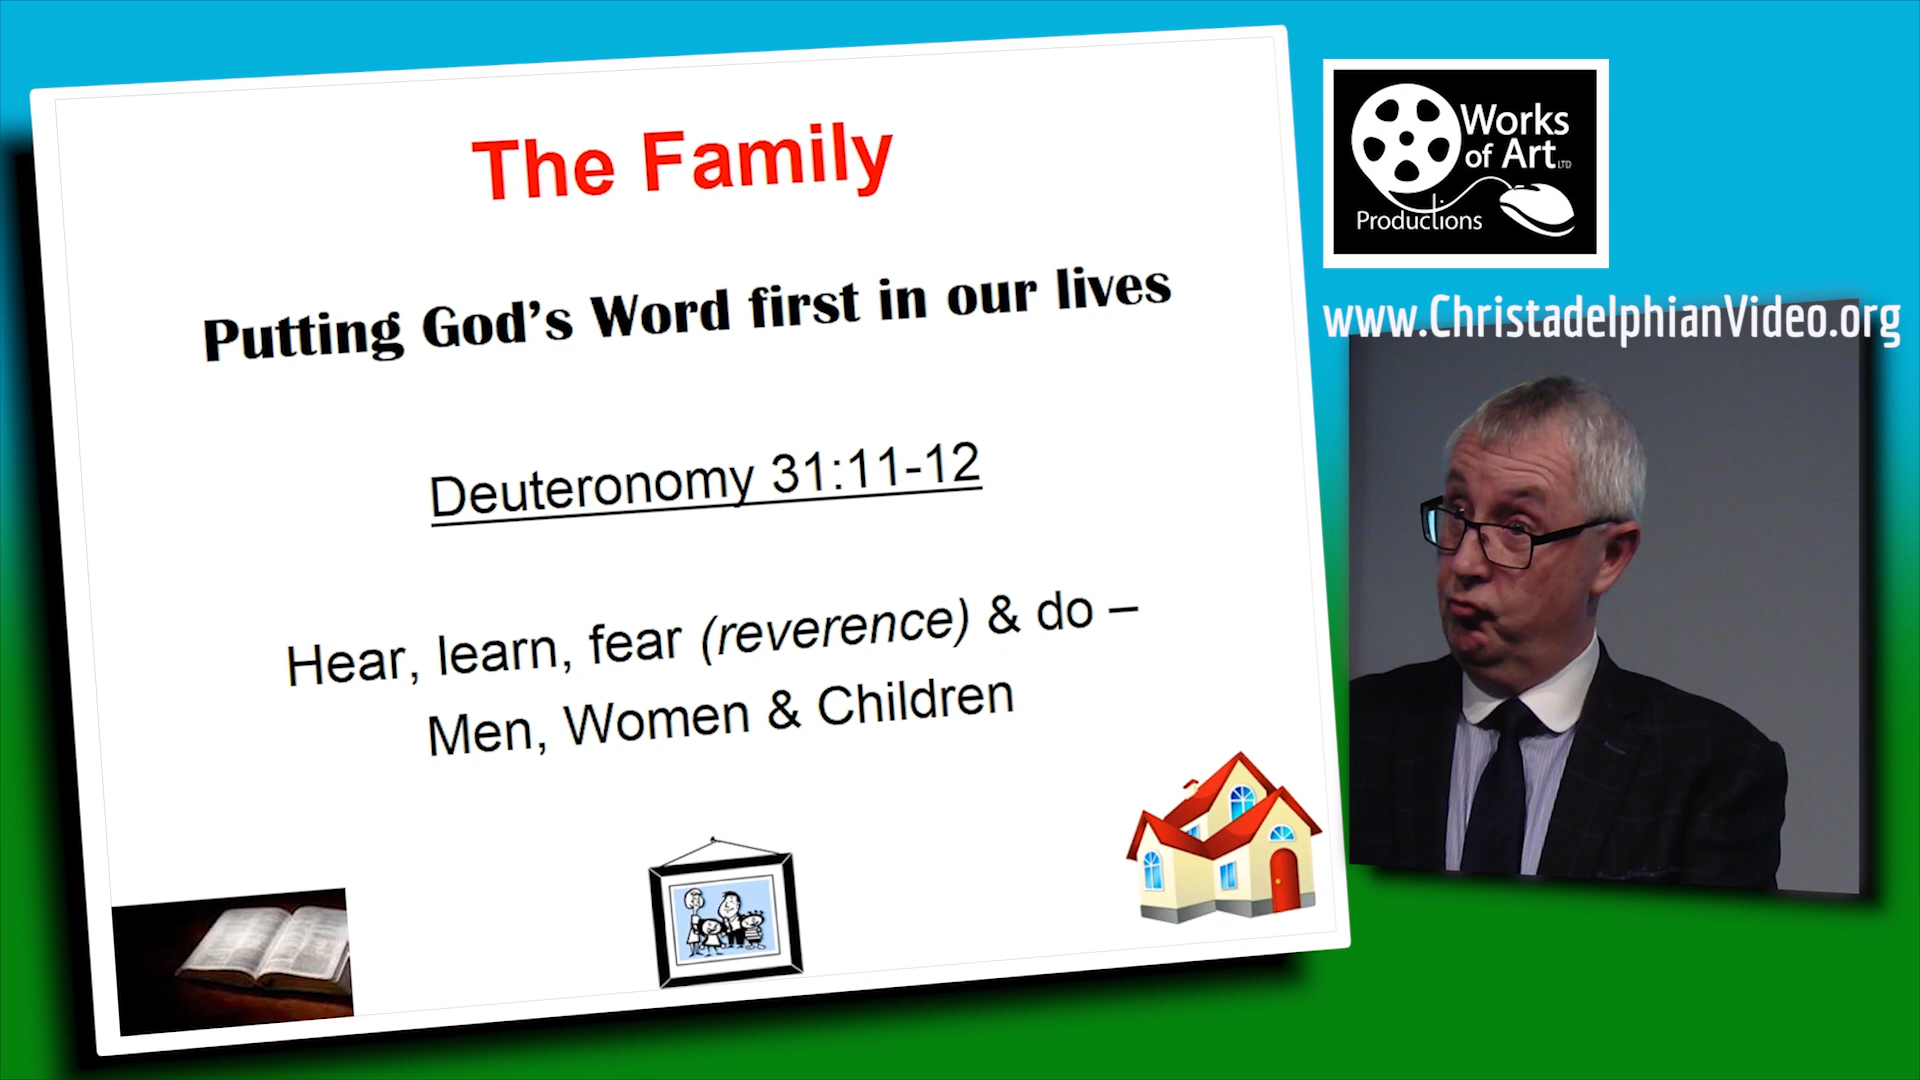 The Family
Putting God’s Word first in our lives
Deuteronomy 31:11-12
Hear, learn, fear (reverence) & do –
Men, Women & Children
Works
of Art LTD
Productions
www.ChristadelphianVideo.org